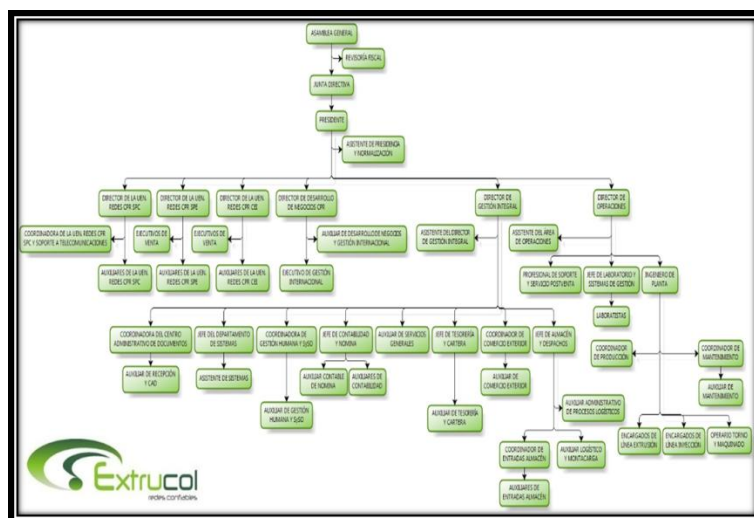 ASAMBLEA GENERAL
REVISORÍA FISCAL
JUNTA DIRECTIVA
PRESIDENTE
ASISTENTE DE PRESIDENCIA
Y NORMALIZACION
DIRECTOR DE LA UEN.
REDES CPR SPC
DIRECTOR DE LA UEN.
REDES CPR SPE
DIRECTOR DE LA UEN.
REDES CPR CIS
DIRECTOR DE DESARROLLO
DE NEGOCIOS CPR
DIRECTOR DE
GESTIÓN INTEGRAL
DIRECTOR DE
OPERACIONES
COORDINADORA DE LA UEN. REDES CPR
SPC Y SOPORTE A TELECOMUNICACIONES
EJECUTIVOS DE
VENTA
EJECUTIVOS DE
VENTA
AUXILIAR DE DESARROLLO DE NEGOCIOS
Y GESTIÓN INTERNACIONAL
ASISTENTE DEL DIRECTOR
DE GESTIÓN INTEGRAL
ASISTENTE DEL ÁREA
DE OPERACIONES
AUXILIARES DE LA UEN.
REDES CPR SPC
AUXILIARES DE LA UEN.
REDES CPR SPE
AUXILIARES DE LA UEN.
REDES CPR CIS
EJECUTIVO DE GESTIÓN
INTERNACIONAL
PROFESIONAL DE SOPORTE
Y SERVICIO POSTVENTA
JEFE DE LABORATORIO Y
SISTEMAS DE GESTIÓN
INGENIERO DE
PLANTA
LABORATISTAS
COORDINADORA DEL CENTRO
ADMINISTRATIVO DE DOCUMENTOS
JEFE DEL DEPARTAMENTO
DE SISTEMAS
COORDINADORA DE
GESTIÓN HUMANA Y SySO
JEFE DE CONTABILIDAD
Y NOMINA
AUXILIAR DE SERVICIOS
GENERALES
JEFE DE TESORERÍA
Y CARTERA
COORDINADOR DE
COMERCIO EXTERIOR
JEFE DE ALMACÉN
Y DESPACHOS
COORDINADOR
DE PRODUCCIÓN
COORDINADOR DE
MANTENIMIENTO
AUXILIAR DE RECEPCIÓN
Y CAD
ASISTENTE DE SISTEMAS
AUXILIAR CONTABLE
DE NOMINA
AUXILIARES DE
CONTABILIDAD
AUXILIAR DE
COMERCIO EXTERIOR
AUXILIAR DE
MANTENIMIENTO
AUXILIAR DE GESTIÓN
HUMANA Y SySO
AUXILIAR DE TESORERÍA
Y CARTERA
AUXILIAR ADMINISTRATIVO
DE PROCESOS LOGÍSTICOS
COORDINADOR DE
ENTRADAS ALMACÉN
AUXILIAR LOGÍSTICO
Y MONTACARGA
ENCARGADOS DE
LÍNEA EXTRUSIÓN
ENCARGADOS DE
LÍNEA INYECCIÓN
OPERARIO TORNO
Y MAQUINADO
AUXILIARES DE
ENTRADAS ALMACÉN
Extrucol
redes confiables